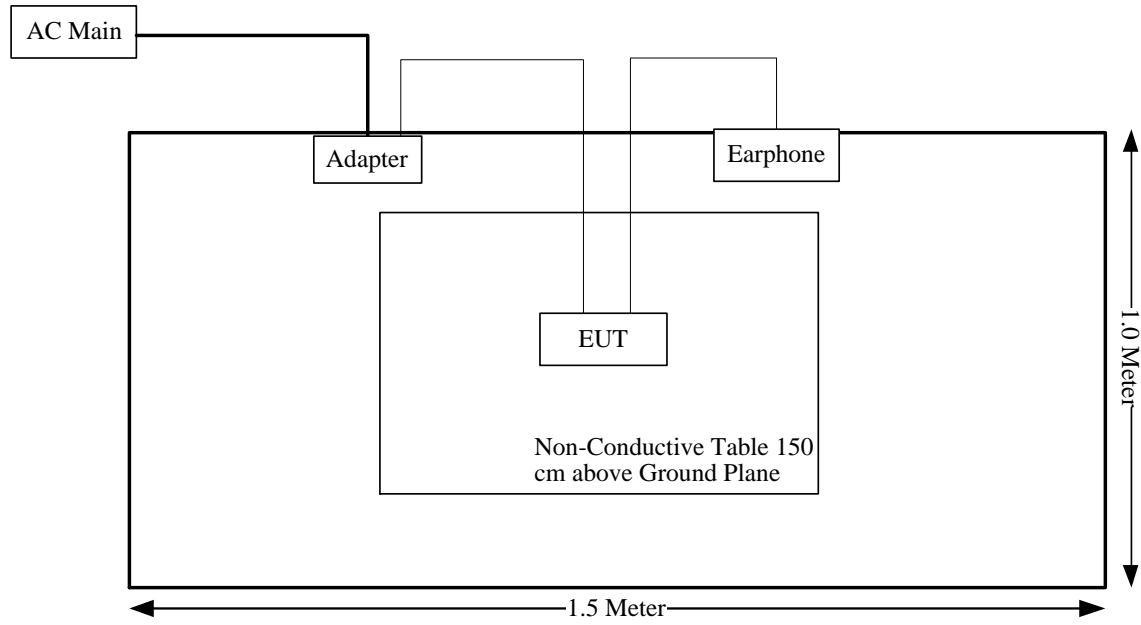 AC Main
Adapter
Earphone
EUT
Non-Conductive Table 150
cm above Ground Plane
1.0 Meter
1.5 Meter